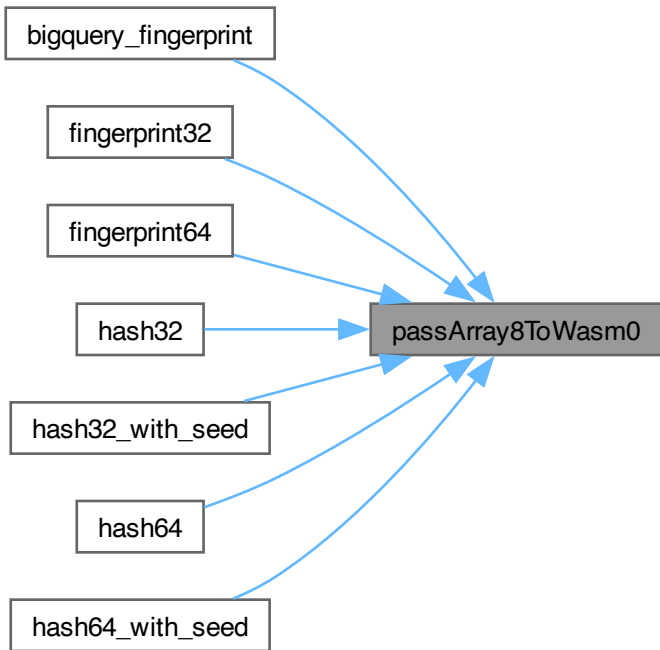 bigquery_fingerprint
fingerprint32
fingerprint64
hash32
passArray8ToWasm0
hash32_with_seed
hash64
hash64_with_seed